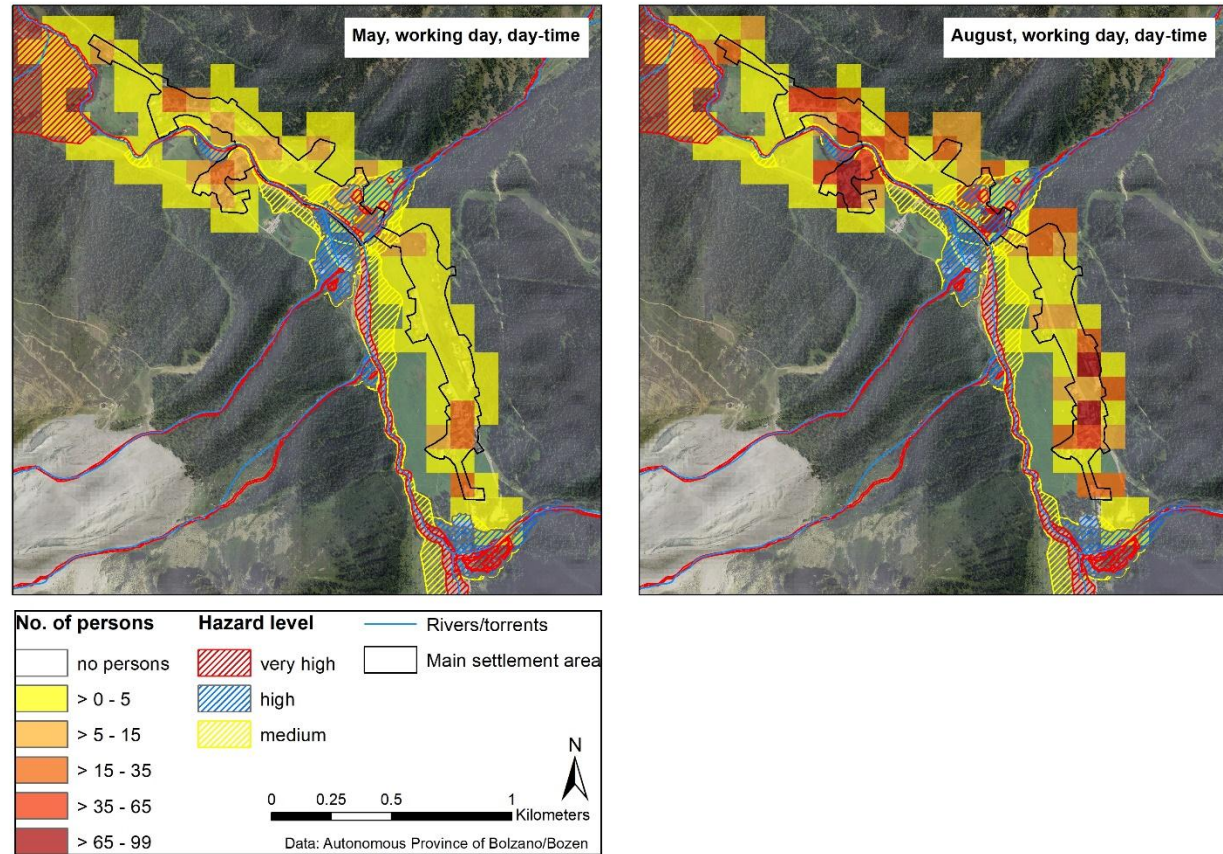 May, working day, day-time
August, working day, day-time
No. of persons
no persons
> 0 - 5
> 5 - 15
> 15 - 35
> 35 - 65
> 65 - 99
Hazard level
very high
high
medium
Rivers/torrents
Main settlement area
N
0 0.25 0.5 1
Kilometers
Data: Autonomous Province of Bolzano/Bozen